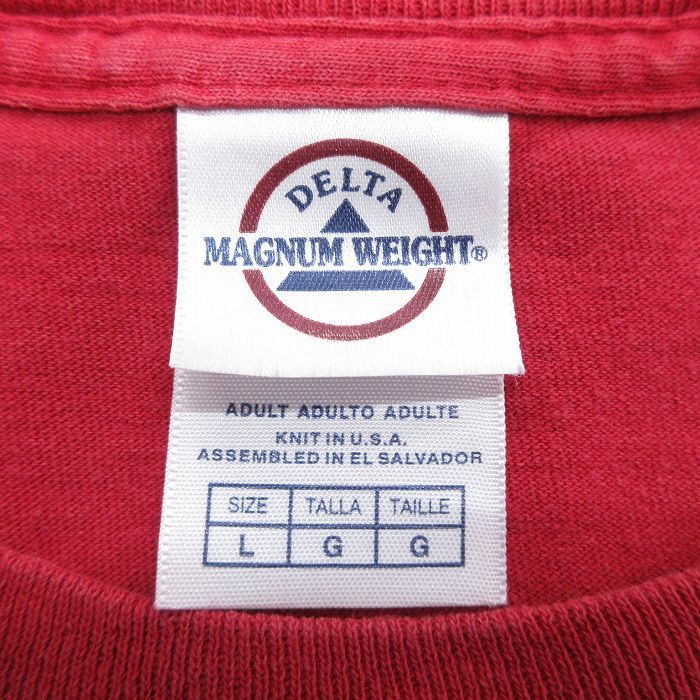 DELTA
MAGNUM WEIGHT®
ADULT ADULTO ADULTE
KNIT IN U.S.A.
ASSEMBLED IN EL SALVADOR
SIZE TALLA TAILLE
L G G